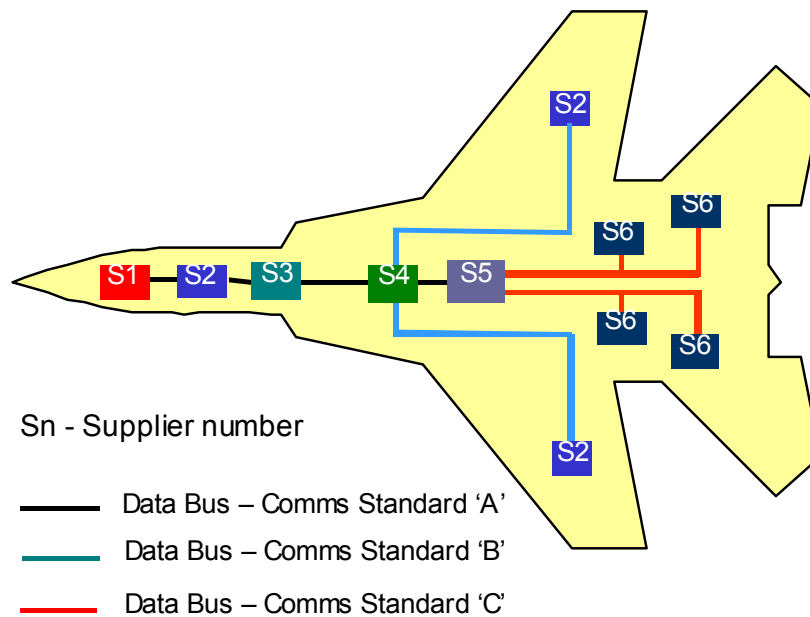 S2
S6
S6
S1
S2
S3
S4
S5
S6
S6
S2
Sn - Supplier number
Data Bus – Comms Standard ‘A’
Data Bus – Comms Standard ‘B’
Data Bus – Comms Standard ‘C’